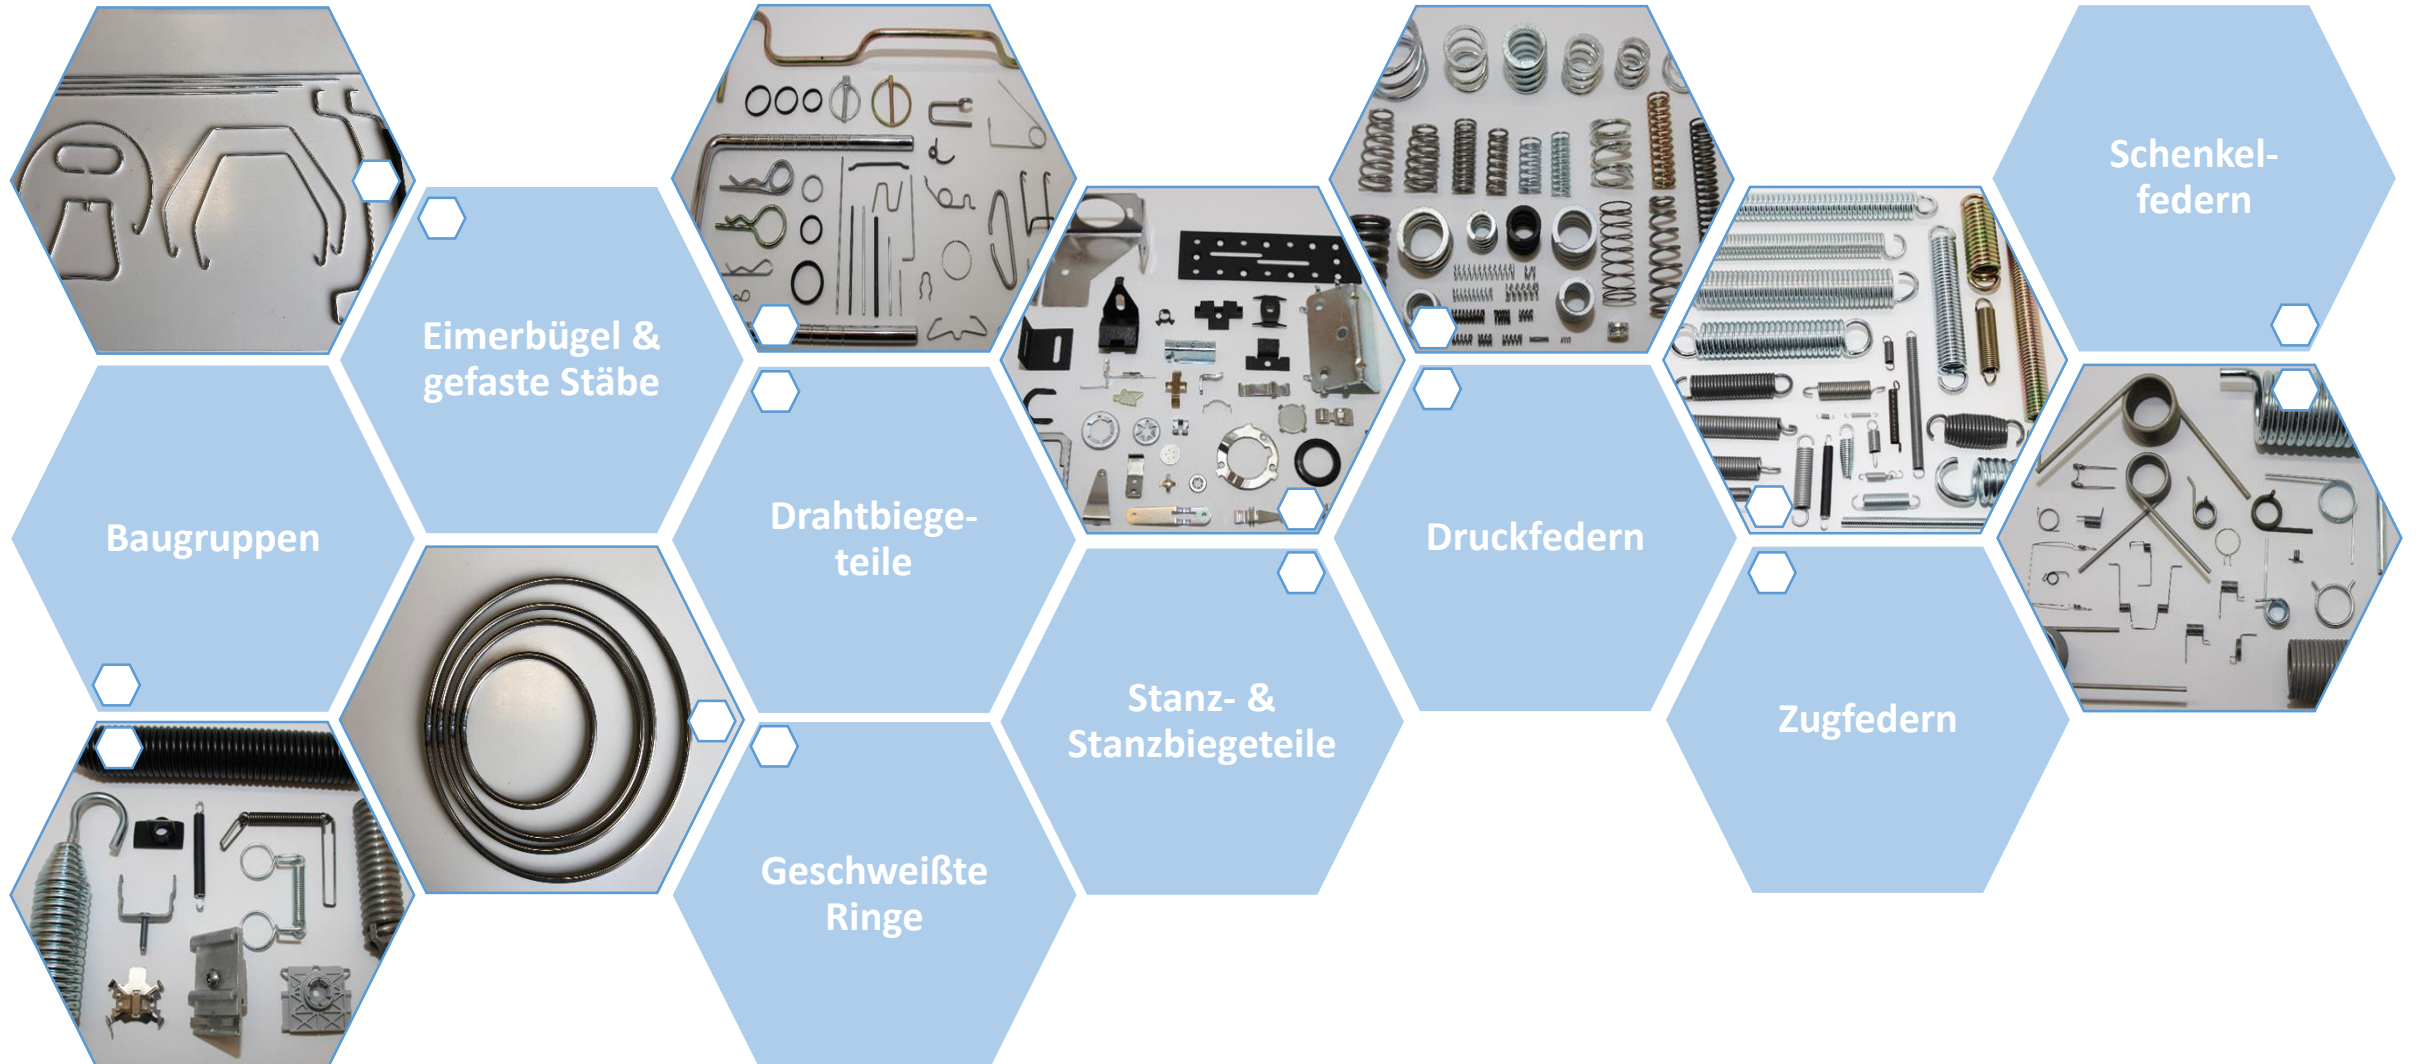 Schenkel-
federn
Eimerbügel &
gefaste Stäbe
Baugruppen
Drahtbiege-
teile
Druckfedern
Stanz- &
Stanzbiegeteile
Zugfedern
Geschweißte
Ringe